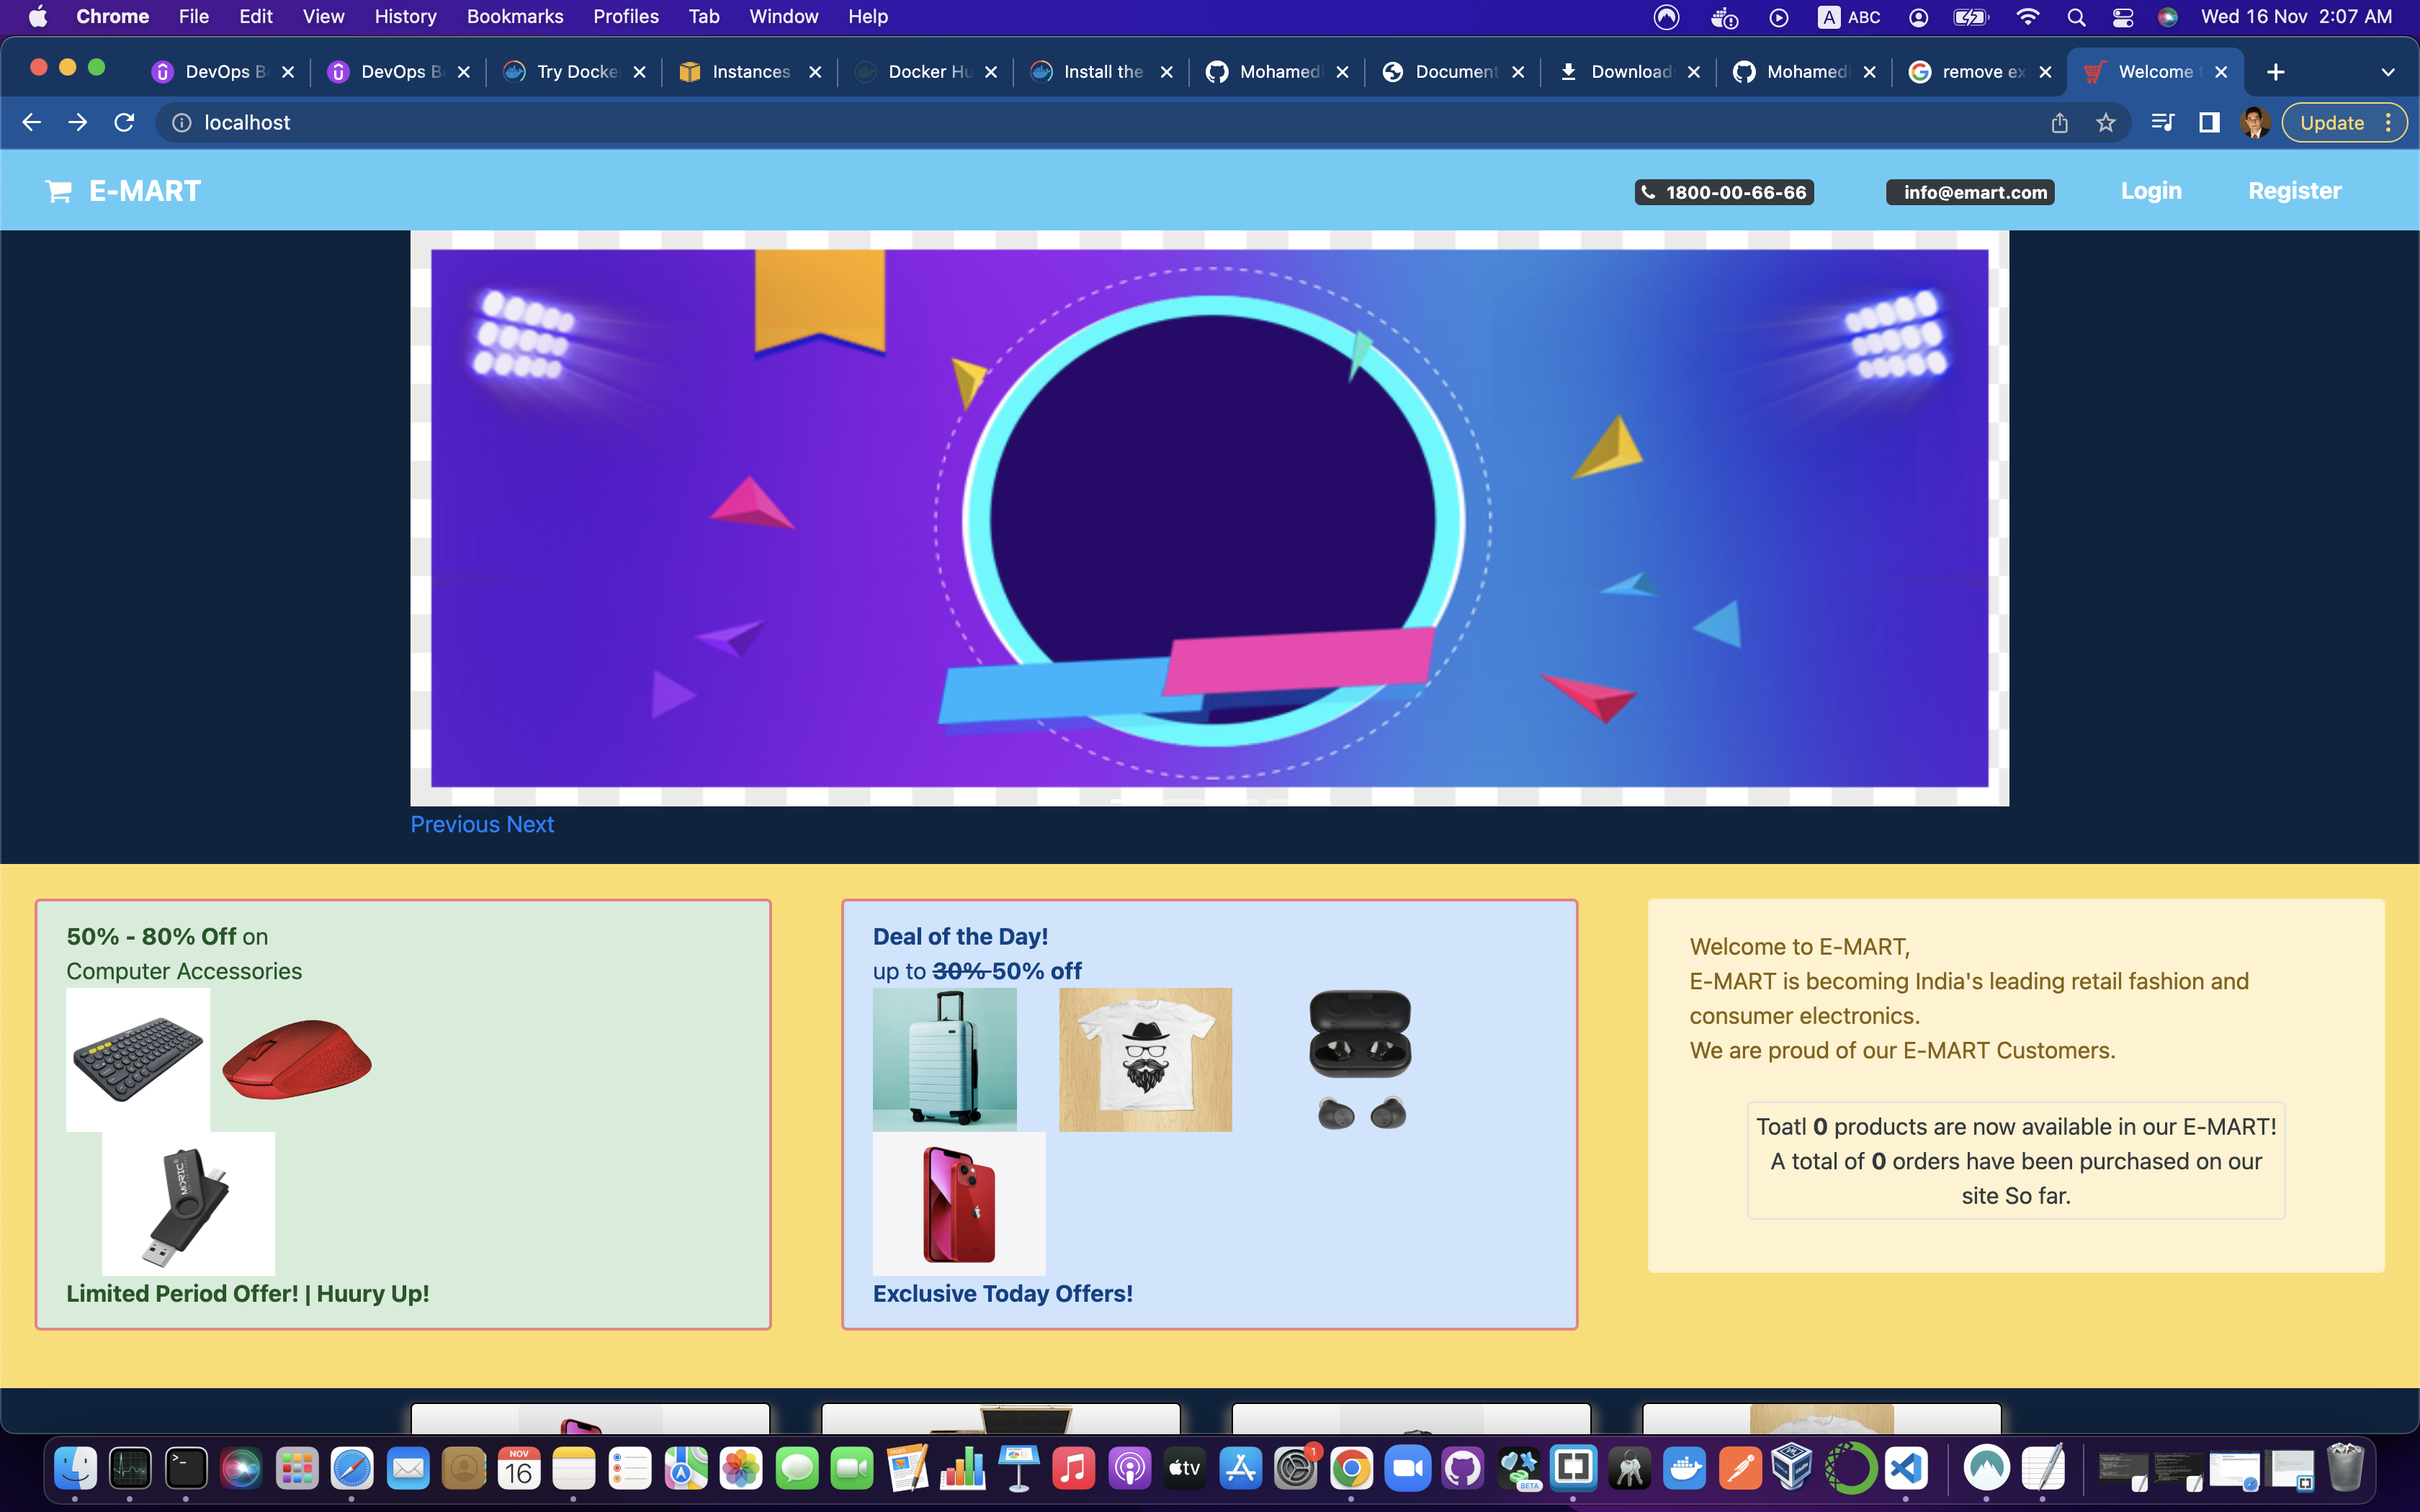 Chrome File Edit View History Bookmarks Profiles Tab Window Help A ABC Wed 16 Nov 2:07 AM
DevOps B DevOps B Try Docke Instances Docker Hu Install the Mohamed Document Download Mohamed remove ex Welcome
localhost Update
E-MART 1800-00-66-66 info@emart.com Login Register
Previous Next
50% - 80% Off on
Computer Accessories
MORIC
Limited Period Offer! | Huury Up!
Deal of the Day!
up to 30% 50% off
Exclusive Today Offers!
Welcome to E-MART,
E-MART is becoming India's leading retail fashion and
consumer electronics.
We are proud of our E-MART Customers.
Toatl 0 products are now available in our E-MART!
A total of 0 orders have been purchased on our
site So far.
NOV
16
tv
1
BETA